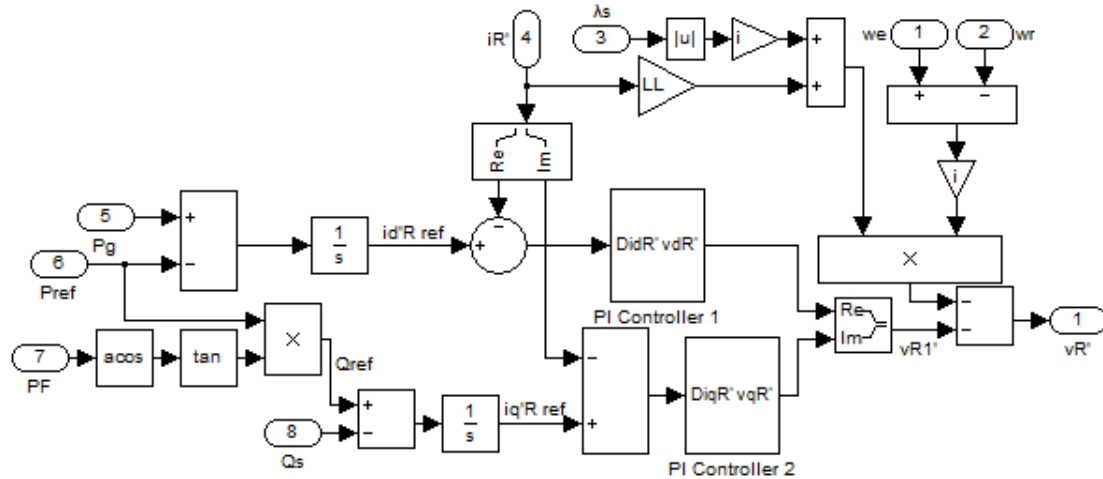 λs
iR' 4
3
|u|
i
+
+
we 1
2 wr
+ −
LL
Re Im
i
5
Pg
+
−
6
Pref
1
s
id'R ref
−
+
DidR' vdR'
PI Controller 1
×
7
PF
acos
tan
×
Qref
Re
Im
vR1'
−
−
1
vR'
8
Qs
+
−
1
s
iq'R ref
−
+
DiqR' vqR'
PI Controller 2